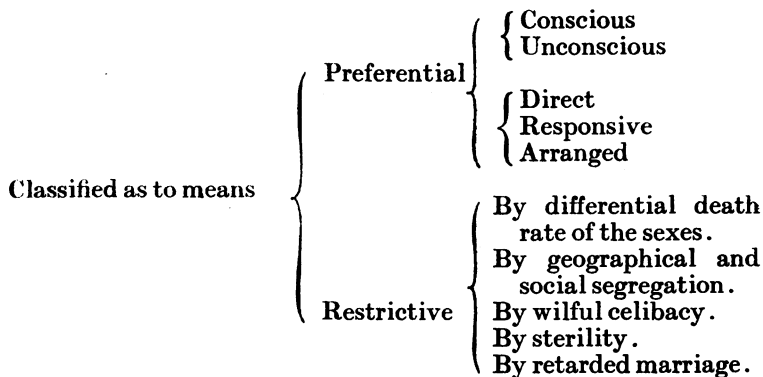 Conscious
Unconscious
Preferential
Direct
Responsive
Arranged
Classified as to means
By differential death
rate of the sexes.
By geographical and
social segregation.
Restrictive
By wilful celibacy.
By sterility.
By retarded marriage.